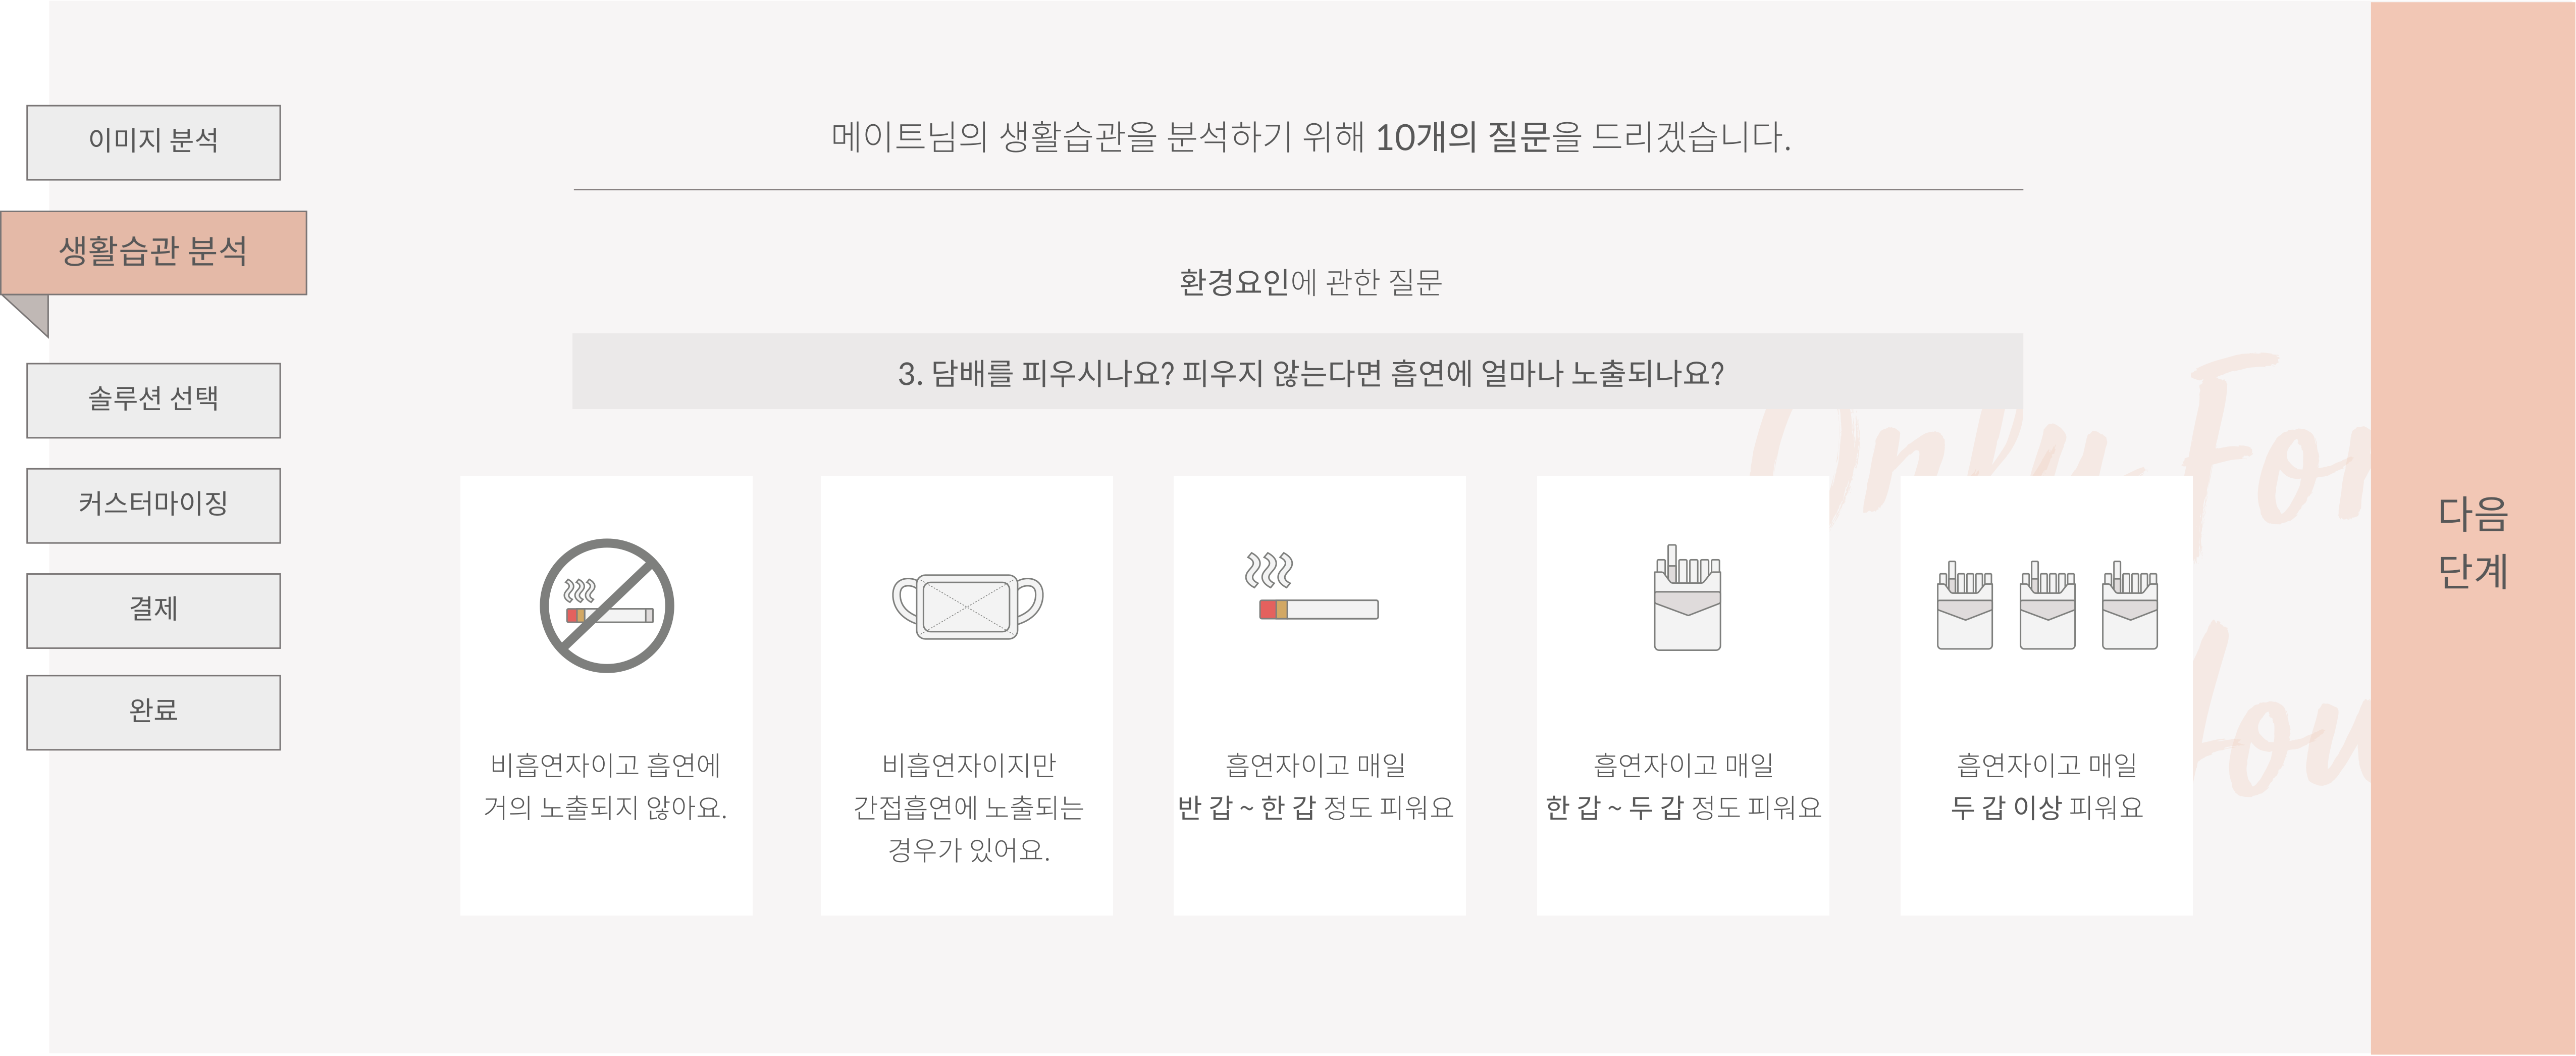 이미지 분석
생활습관 분석
솔루션 선택
커스터마이징
결제
완료
메이트님의 생활습관을 분석하기 위해 10개의 질문을 드리겠습니다.
환경요인에 관한 질문
3. 담배를 피우시나요? 피우지 않는다면 흡연에 얼마나 노출되나요?
비흡연자이고 흡연에
거의 노출되지 않아요.
비흡연자이지만
간접흡연에 노출되는
경우가 있어요.
흡연자이고 매일
반 갑 ~ 한 갑 정도 피워요
흡연자이고 매일
한 갑 ~ 두 갑 정도 피워요
흡연자이고 매일
두 갑 이상 피워요
Only For
다음
단계